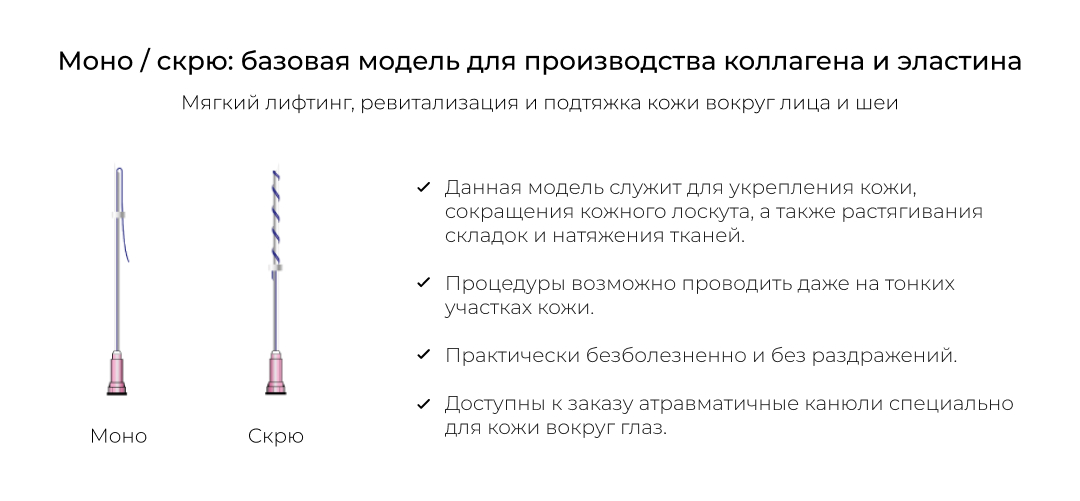 Моно / скрю: базовая модель для производства коллагена и эластина
Мягкий лифтинг, ревитализация и подтяжка кожи вокруг лица и шеи
Данная модель служит для укрепления кожи,
сокращения кожного лоскута, а также растягивания
складок и натяжения тканей.
Процедуры возможно проводить даже на тонких
участках кожи.
Практически безболезненно и без раздражений.
Доступны к заказу атравматичные канюли специально
для кожи вокруг глаз.
Моно
Скрю